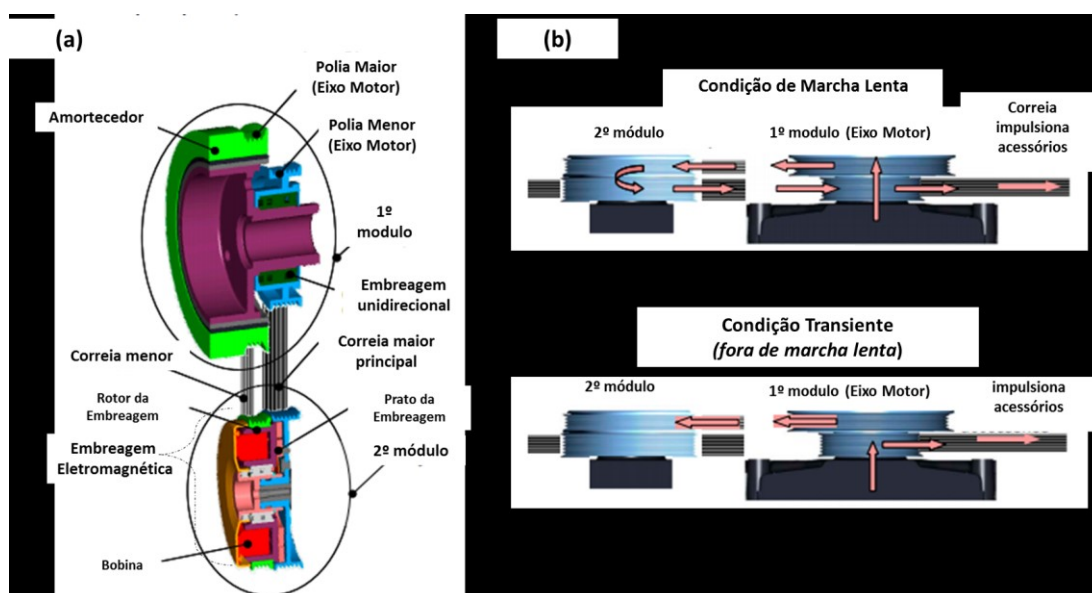 (a)
Polia Maior
(Eixo Motor)
Amortecedor
Polia Menor
(Eixo Motor)
1º
modulo
Embreagem
unidirecional
Correia menor
Correia maior
principal
Rotor da
Embreagem
Prato da
Embreagem
Embreagem
Eletromagnética
2º módulo
Bobina
(b)
Condição de Marcha Lenta
2º módulo
1º modulo (Eixo Motor)
Correia
impulsiona
acessórios
Condição Transiente
(fora de marcha lenta)
2º módulo
1º modulo (Eixo Motor)
impulsiona
acessórios